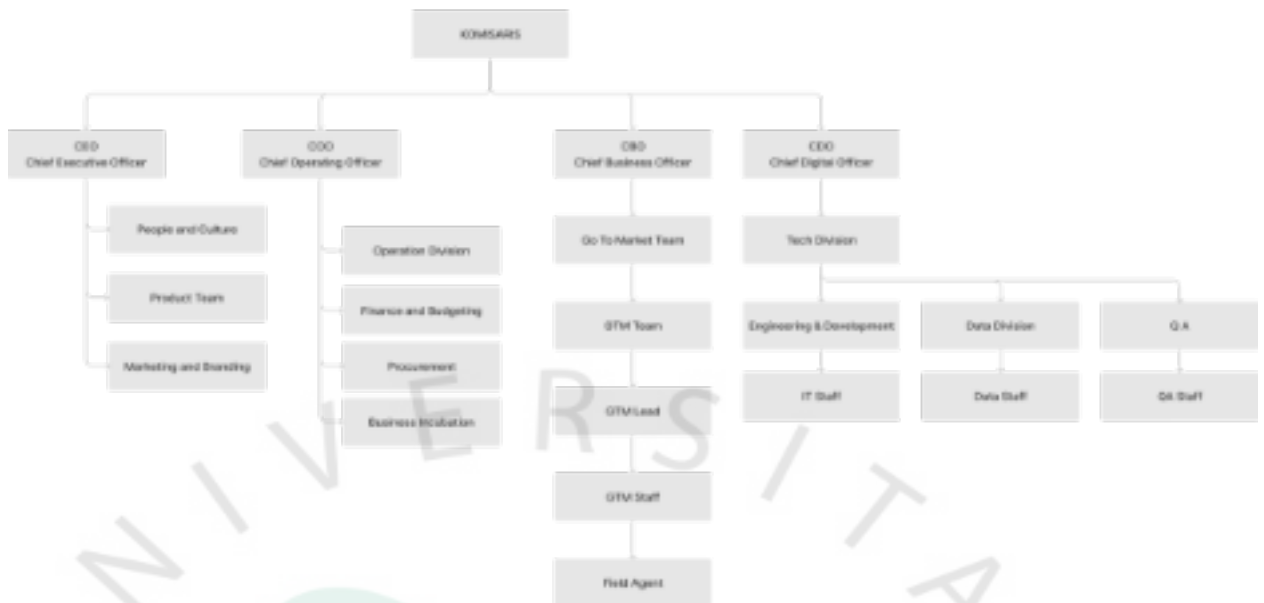 KOMISARIS
CEO
Chief Executive Officer
COO
Chief Operating Officer
CBO
Chief Business Officer
CDO
Chief Digital Officer
People and Culture
Product Team
Marketing and Branding
Operation Division
Finance and Budgeting
Procurement
Business Incubation
Go To Market Team
GTM Team
GTM Lead
GTM Staff
Field Agent
Tech Division
Engineering & Development
IT Staff
Data Division
Data Staff
Q A
QA Staff
NIVERSITA